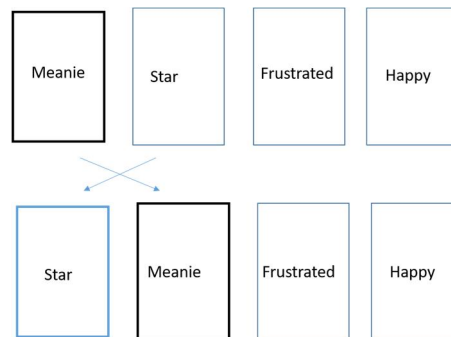 Meanie
Star
Frustrated
Happy
Star
Meanie
Frustrated
Happy